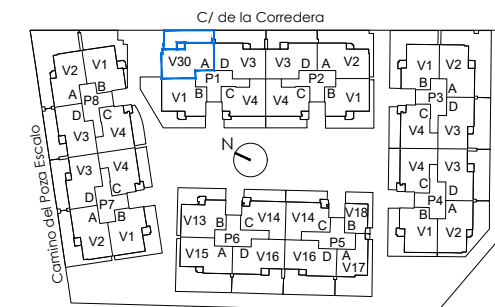 C/ de la Corredera
V30 A D V3 V3 D A V2
P1 P2
V1 B C V4 V4 C B V1
V2 V1
A B
P8
D C
V3 V4
V3 V4
D C
P7
A B
V2 V1
Camino del Poza Escalo
V1 V2
B A
P3
C D
V4 V3
V4 V3
C D
P4
B A
V1 V2
N
V13 B C V14 V14 C B V18
P6 P5
V15 A D V16 V16 D A V17